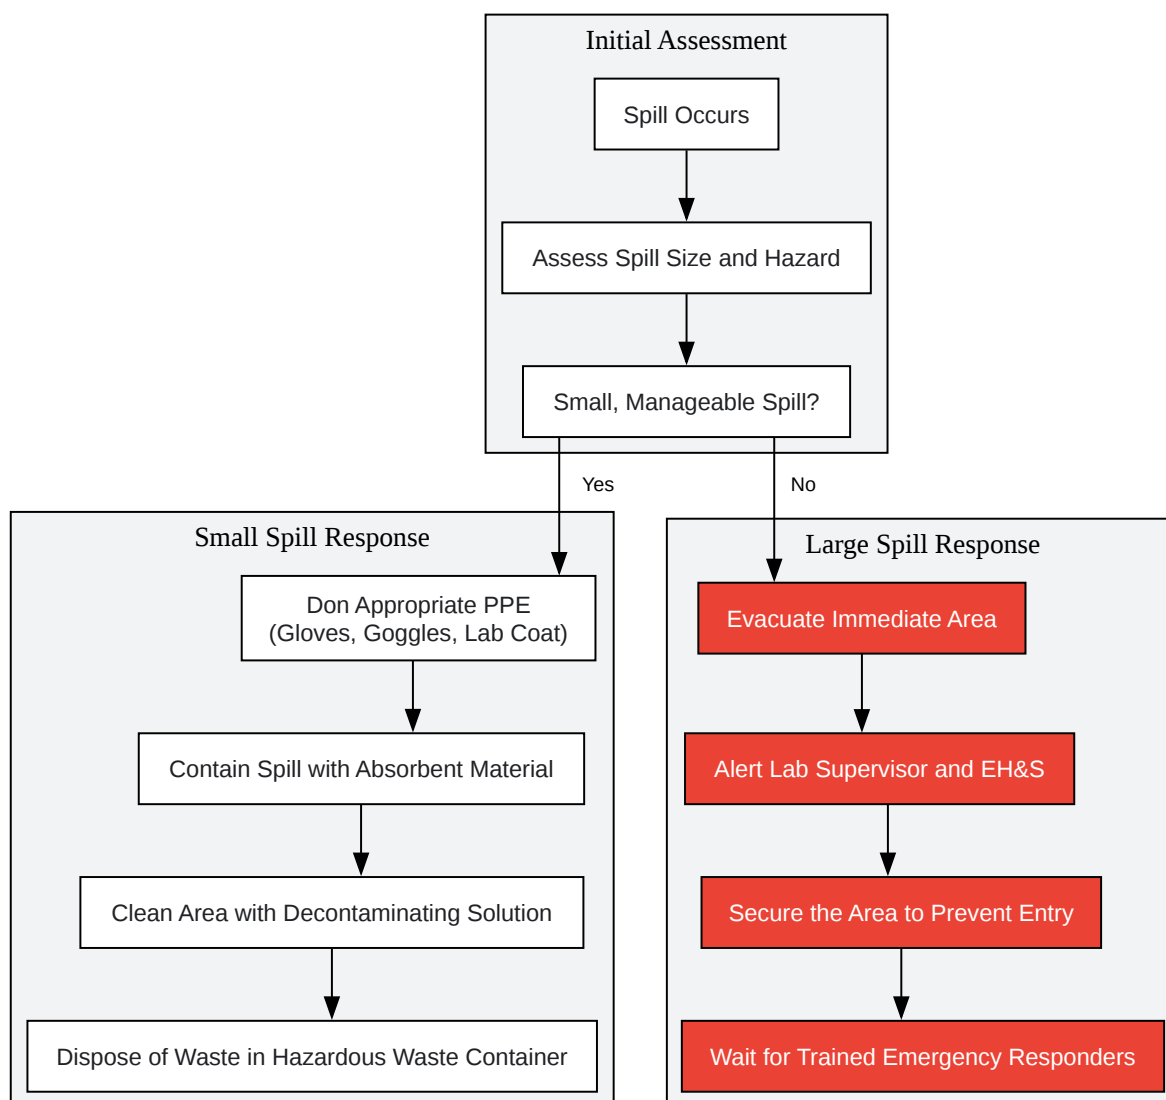 Initial Assessment
Spill Occurs
Assess Spill Size and Hazard
Small, Manageable Spill?
Yes
No
Small Spill Response
Don Appropriate PPE
(Gloves, Goggles, Lab Coat)
Contain Spill with Absorbent Material
Clean Area with Decontaminating Solution
Dispose of Waste in Hazardous Waste Container
Large Spill Response
Evacuate Immediate Area
Alert Lab Supervisor and EH&S
Secure the Area to Prevent Entry
Wait for Trained Emergency Responders